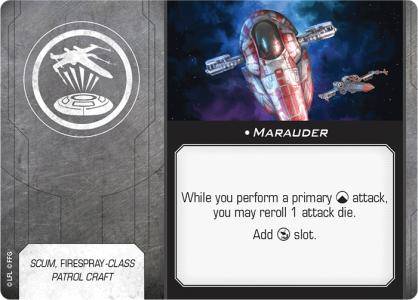 • MARAUDER
While you perform a primary attack,
you may reroll 1 attack die.
Add slot.
SCUM, FIRESPRAY-CLASS
PATROL CRAFT
© LFL © FFG